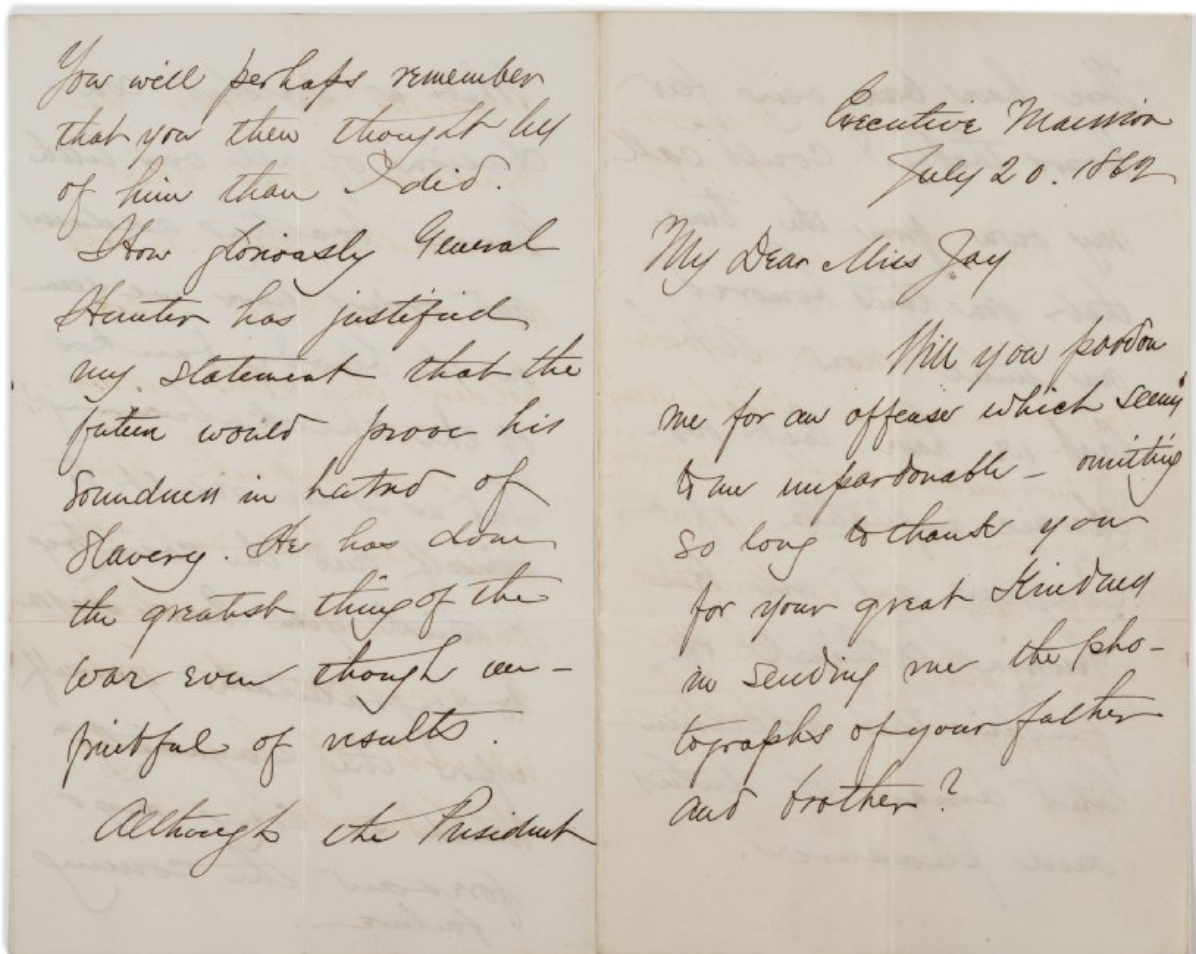 Executive Mansion
July 20. 1862
My Dear Miss Jay
Will you pardon
me for an offense which seems
to me unpardonable – omitting
so long to thank you
for your great kindness
in sending me the pho-
tographs of your father
and brother?
You will perhaps remember
that you then thought less
of him than I did.
How gloriously General
Hunter has justified
my statement that the
future would prove his
soundness in hatred of
Slavery. He has done
the greatest thing of the
war even though un-
fruitful of results.
Although the President